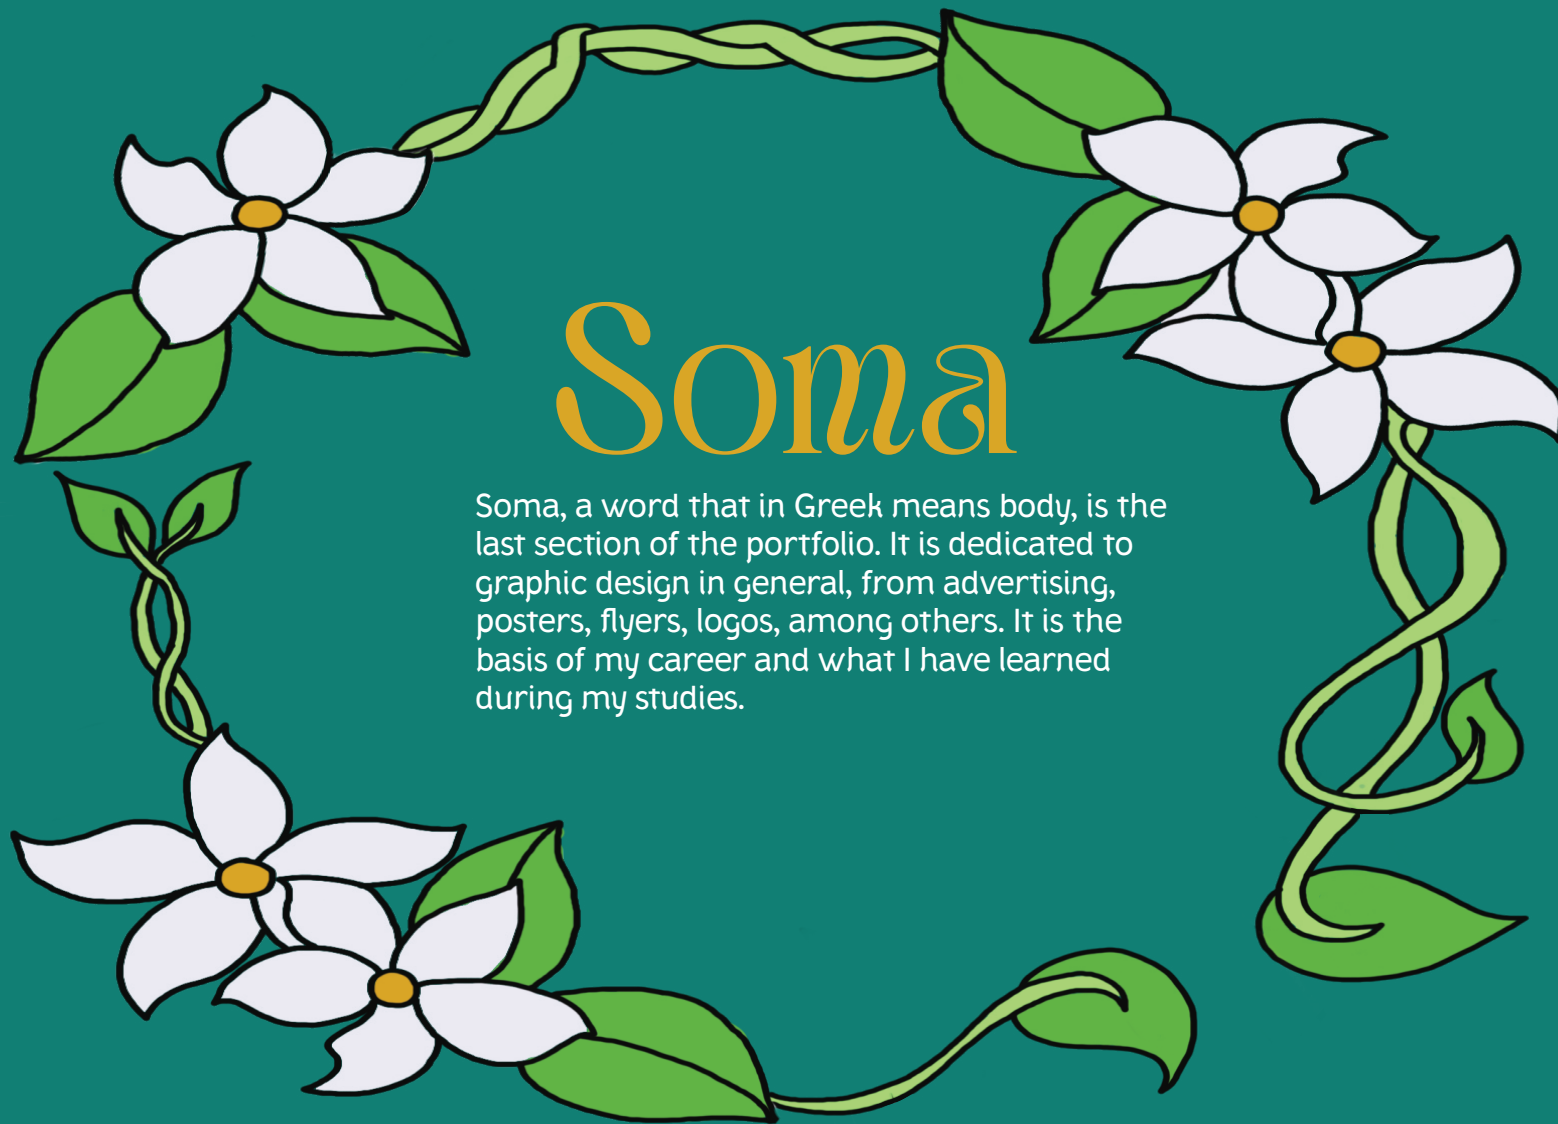 Soma
Soma, a word that in Greek means body, is the
last section of the portfolio. It is dedicated to
graphic design in general, from advertising,
posters, flyers, logos, among others. It is the
basis of my career and what I have learned
during my studies.